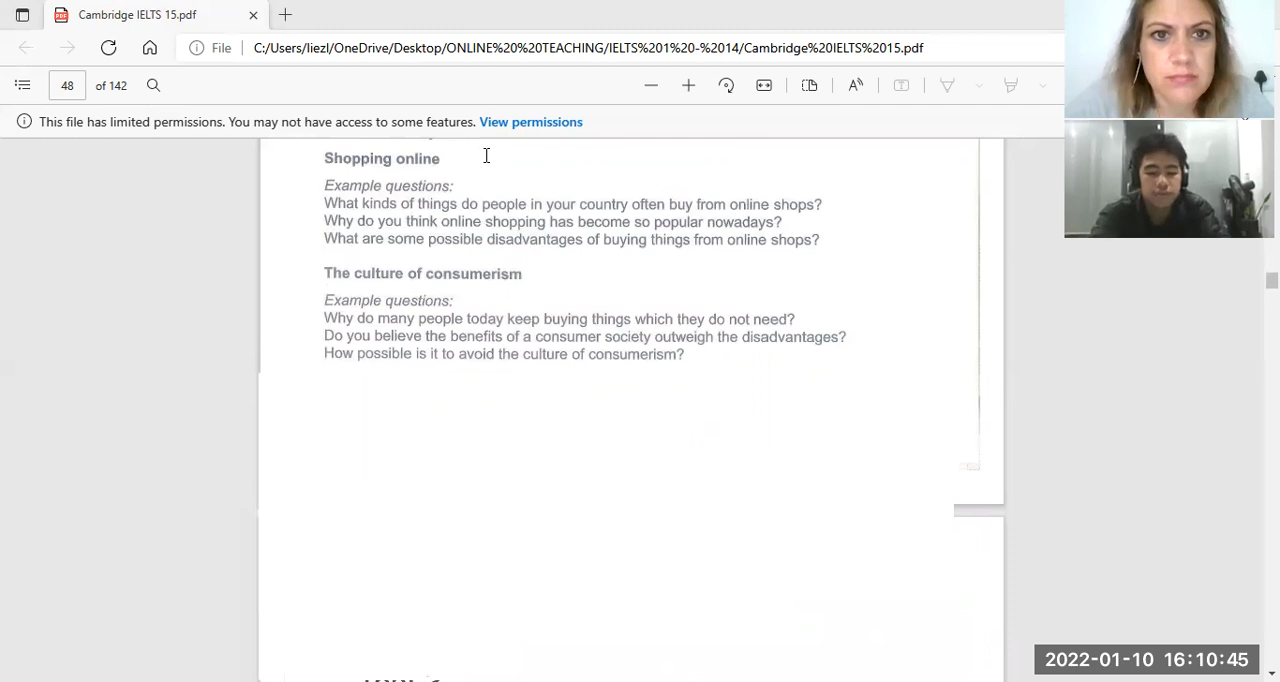 Cambridge IELTS 15.pdf
File C:/Users/liezl/OneDrive/Desktop/ONLINE%20%20TEACHING/IELTS%201%20-%2014/Cambridge%20IELTS%2015.pdf
48 of 142
This file has limited permissions. You may not have access to some features. View permissions
Shopping online
Example questions:
What kinds of things do people in your country often buy from online shops?
Why do you think online shopping has become so popular nowadays?
What are some possible disadvantages of buying things from online shops?
The culture of consumerism
Example questions:
Why do many people today keep buying things which they do not need?
Do you believe the benefits of a consumer society outweigh the disadvantages?
How possible is it to avoid the culture of consumerism?
2022-01-10 16:10:45